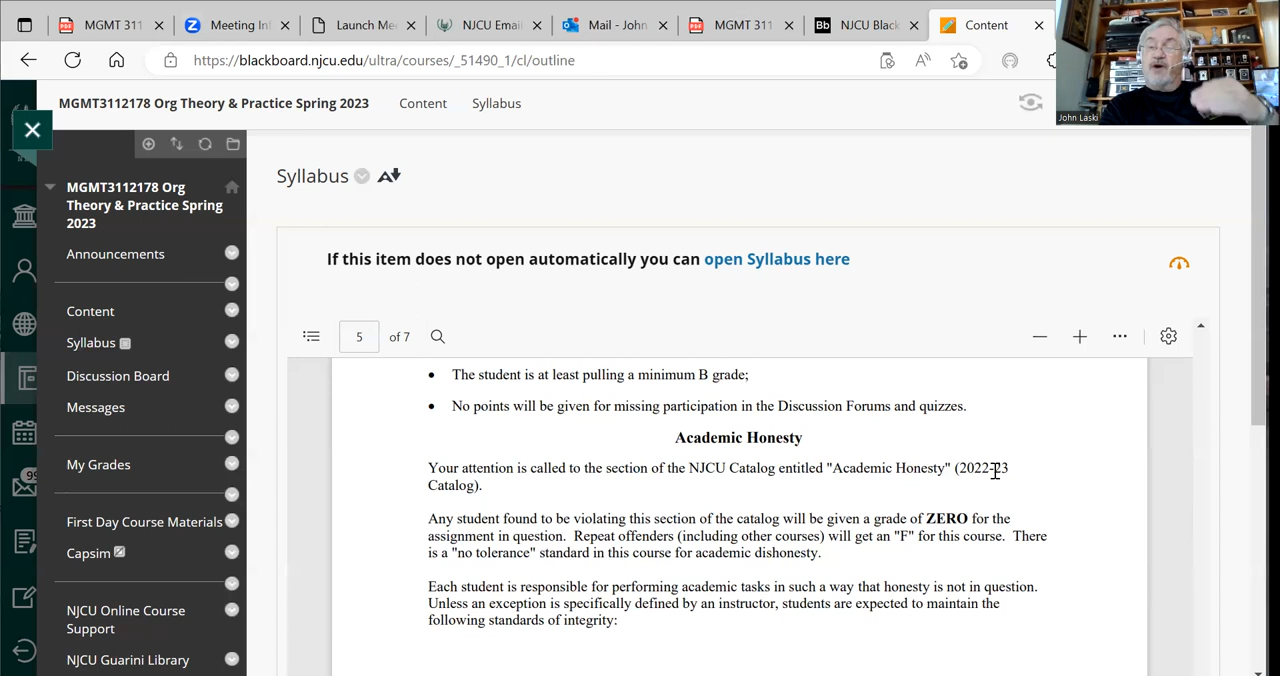 MGMT 311
Meeting In
Launch Me
NJCU Emai
Mail - John
MGMT 311
Bb NJCU Black
Content
https://blackboard.njcu.edu/ultra/courses/_51490_1/cl/outline
MGMT3112178 Org Theory & Practice Spring 2023 Content Syllabus
John Laski
MGMT3112178 Org
Theory & Practice Spring
2023
Announcements
Content
Syllabus
Discussion Board
Messages
My Grades
First Day Course Materials
Capsim
NJCU Online Course
Support
NJCU Guarini Library
99
Syllabus
If this item does not open automatically you can open Syllabus here
5 of 7
• The student is at least pulling a minimum B grade;
• No points will be given for missing participation in the Discussion Forums and quizzes.
Academic Honesty
Your attention is called to the section of the NJCU Catalog entitled "Academic Honesty" (2022-23
Catalog).
Any student found to be violating this section of the catalog will be given a grade of ZERO for the
assignment in question. Repeat offenders (including other courses) will get an "F" for this course. There
is a "no tolerance" standard in this course for academic dishonesty.
Each student is responsible for performing academic tasks in such a way that honesty is not in question.
Unless an exception is specifically defined by an instructor, students are expected to maintain the
following standards of integrity: